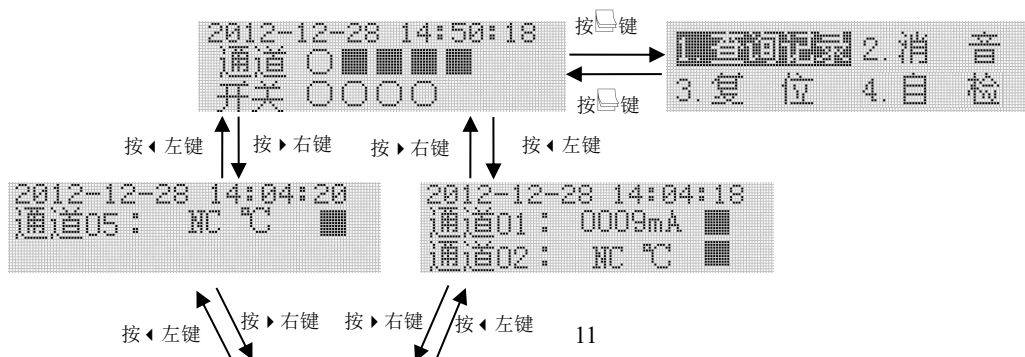 2012-12-28 14:50:18
通道 ○■■■■
开关 ○○○○
按键
按键
1.查询记录 2.消 音
3.复 位 4.自 检
按◂左键 按▸右键 按▸右键 按◂左键
2012-12-28 14:04:20
通道05: NC ℃ ■
2012-12-28 14:04:18
通道01: 0009mA ■
通道02: NC ℃ ■
按◂左键 按▸右键 按▸右键 按◂左键
11